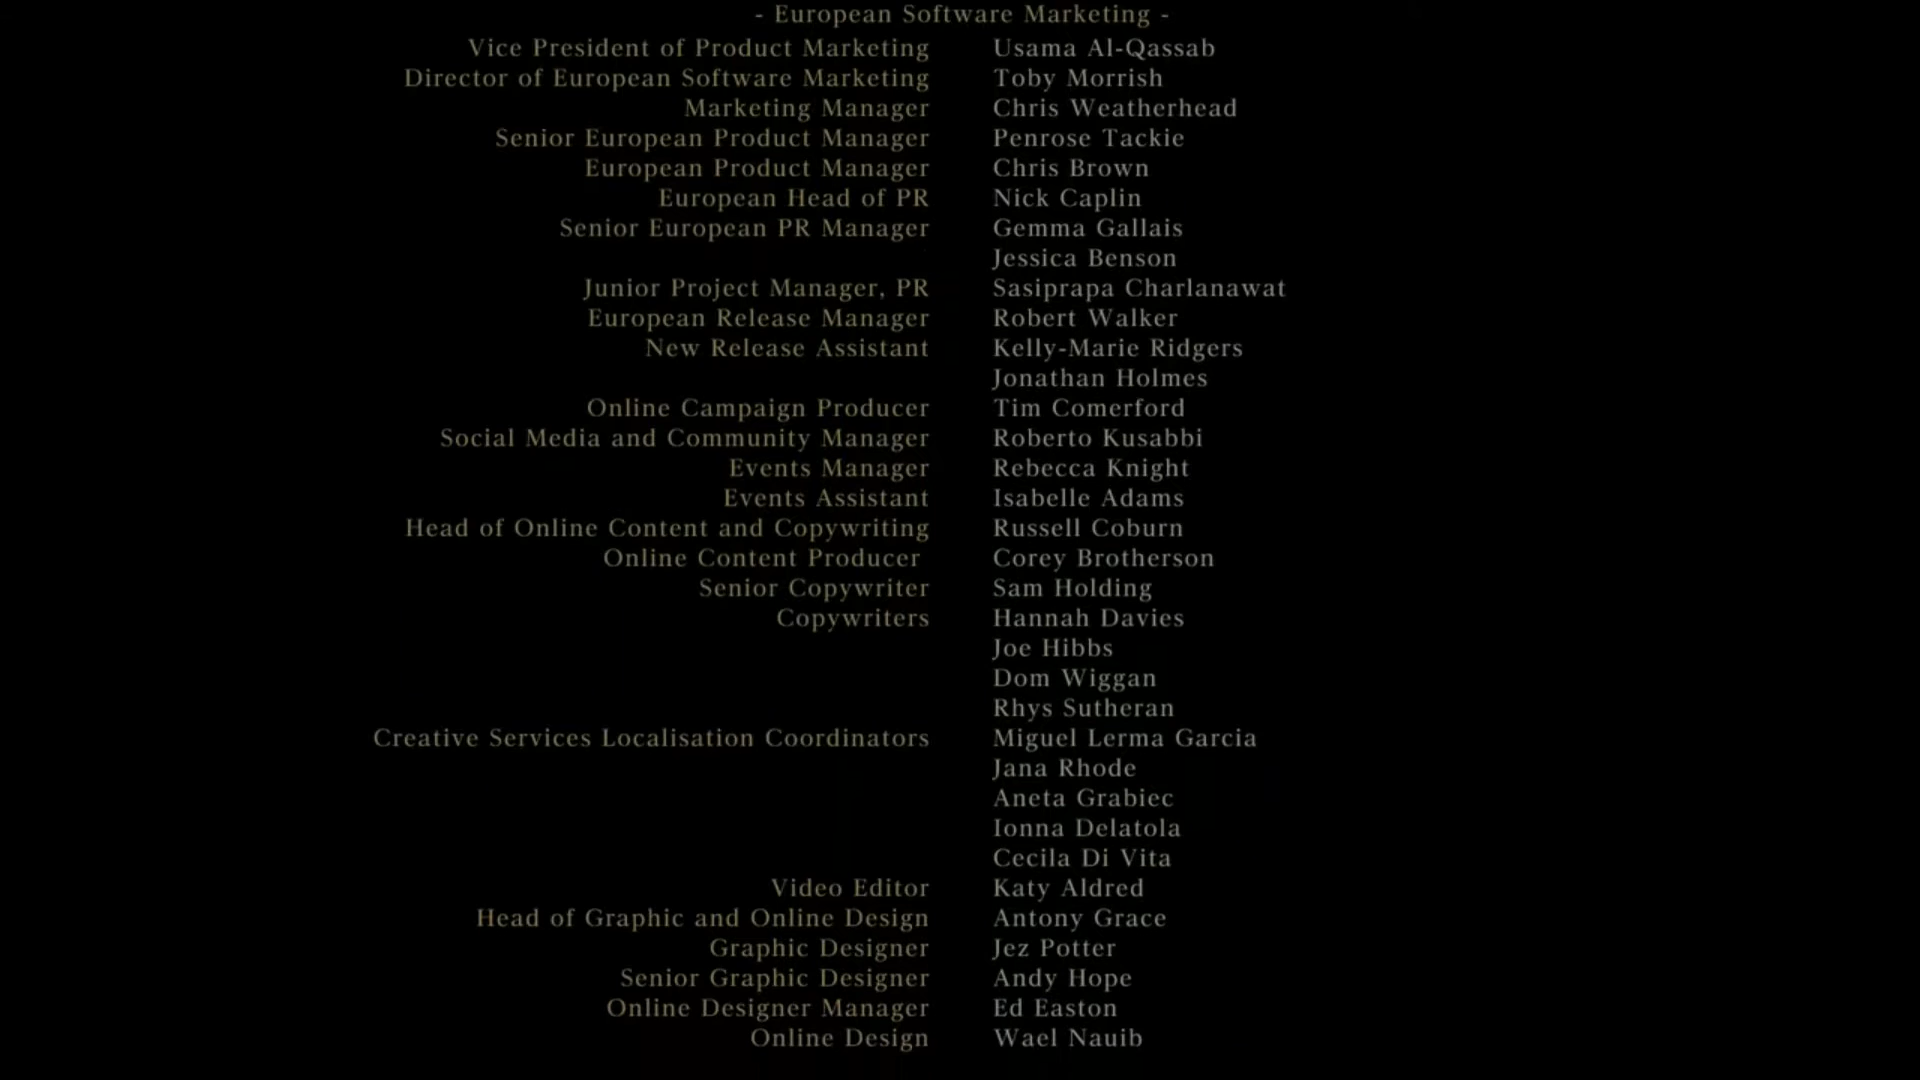 - European Software Marketing -
Vice President of Product Marketing Usama Al-Qassab
Director of European Software Marketing Toby Morrish
Marketing Manager Chris Weatherhead
Senior European Product Manager Penrose Tackie
European Product Manager Chris Brown
European Head of PR Nick Caplin
Senior European PR Manager Gemma Gallais
Jessica Benson
Junior Project Manager, PR Sasiprapa Charlanawat
European Release Manager Robert Walker
New Release Assistant Kelly-Marie Ridgers
Jonathan Holmes
Online Campaign Producer Tim Comerford
Social Media and Community Manager Roberto Kusabbi
Events Manager Rebecca Knight
Events Assistant Isabelle Adams
Head of Online Content and Copywriting Russell Coburn
Online Content Producer Corey Brotherson
Senior Copywriter Sam Holding
Copywriters Hannah Davies
Joe Hibbs
Dom Wiggan
Rhys Sutheran
Creative Services Localisation Coordinators Miguel Lerma Garcia
Jana Rhode
Aneta Grabiec
Ionna Delatola
Cecila Di Vita
Video Editor Katy Aldred
Head of Graphic and Online Design Antony Grace
Graphic Designer Jez Potter
Senior Graphic Designer Andy Hope
Online Designer Manager Ed Easton
Online Design Wael Nauib